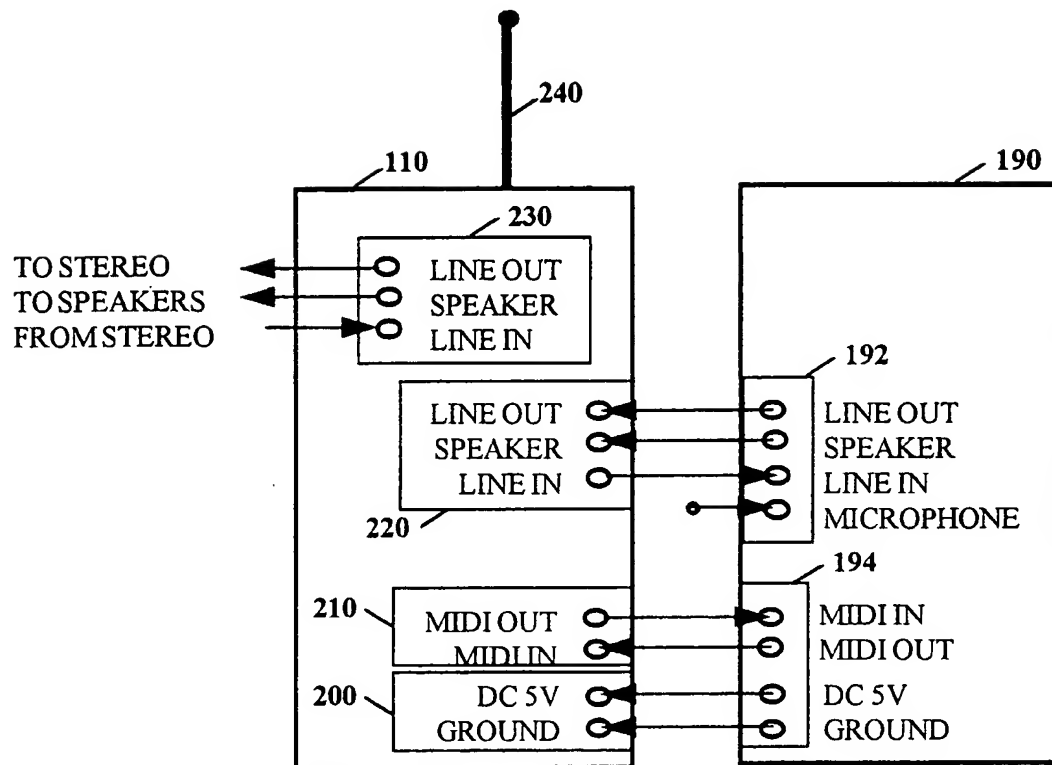 240
110
190
230
TO STEREO
TO SPEAKERS
FROM STEREO
LINE OUT
SPEAKER
LINE IN
192
LINE OUT
SPEAKER
LINE IN
220
LINE OUT
SPEAKER
LINE IN
MICROPHONE
194
210
MIDI OUT
MIDI IN
MIDI IN
MIDI OUT
200
DC 5V
GROUND
DC 5V
GROUND